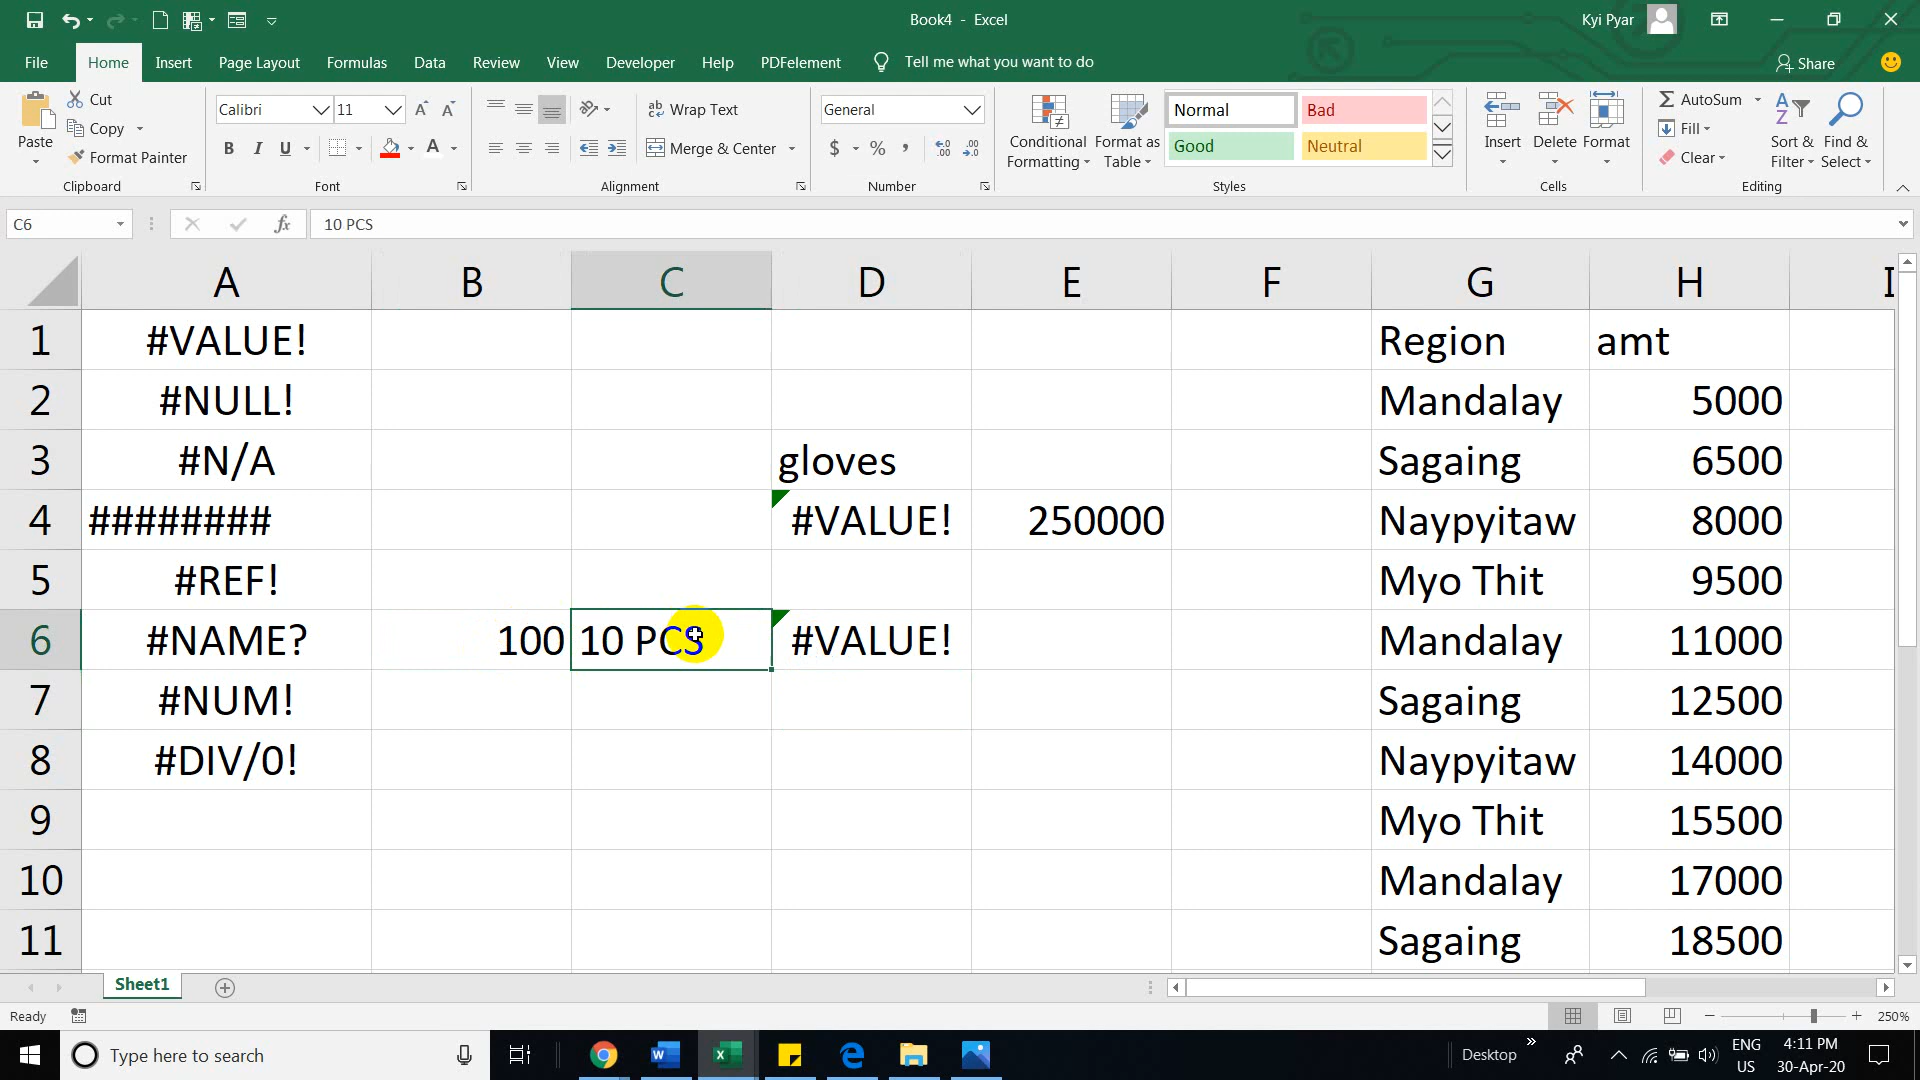 Book4 - Excel
Kyi Pyar
File Home Insert Page Layout Formulas Data Review View Developer Help PDFelement Tell me what you want to do Share
Paste
Cut
Copy
Format Painter
Clipboard
Calibri 11
B I U
Font
Wrap Text
Merge & Center
Alignment
General
$ % ,
Number
Conditional Formatting
Format as Table
Normal Bad
Good Neutral
Styles
Insert Delete Format
Cells
AutoSum
Fill
Clear
Sort & Filter
Find & Select
Editing
C6 fx 10 PCS
A B C D E F G H I
1 #VALUE! Region amt
2 #NULL! Mandalay 5000
3 #N/A gloves Sagaing 6500
4 ######## #VALUE! 250000 Naypyitaw 8000
5 #REF! Myo Thit 9500
6 #NAME? 100 10 PCS #VALUE! Mandalay 11000
7 #NUM! Sagaing 12500
8 #DIV/0! Naypyitaw 14000
9 Myo Thit 15500
10 Mandalay 17000
11 Sagaing 18500
Sheet1
Ready 250%
Type here to search
Desktop
ENG
US
4:11 PM
30-Apr-20